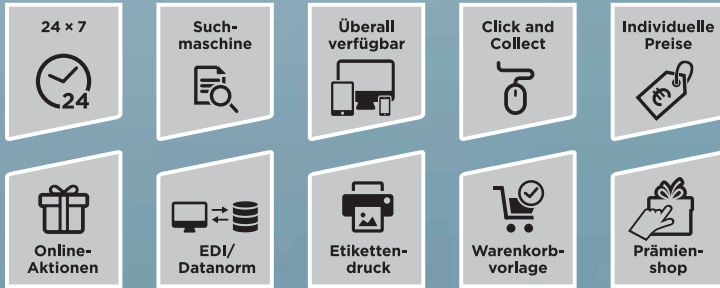 24 × 7
Such-
maschine
Überall
verfügbar
Click and
Collect
Individuelle
Preise
24
€
Online-
Aktionen
EDI/
Datanorm
Etiketten-
druck
Warenkorb-
vorlage
Prämien-
shop